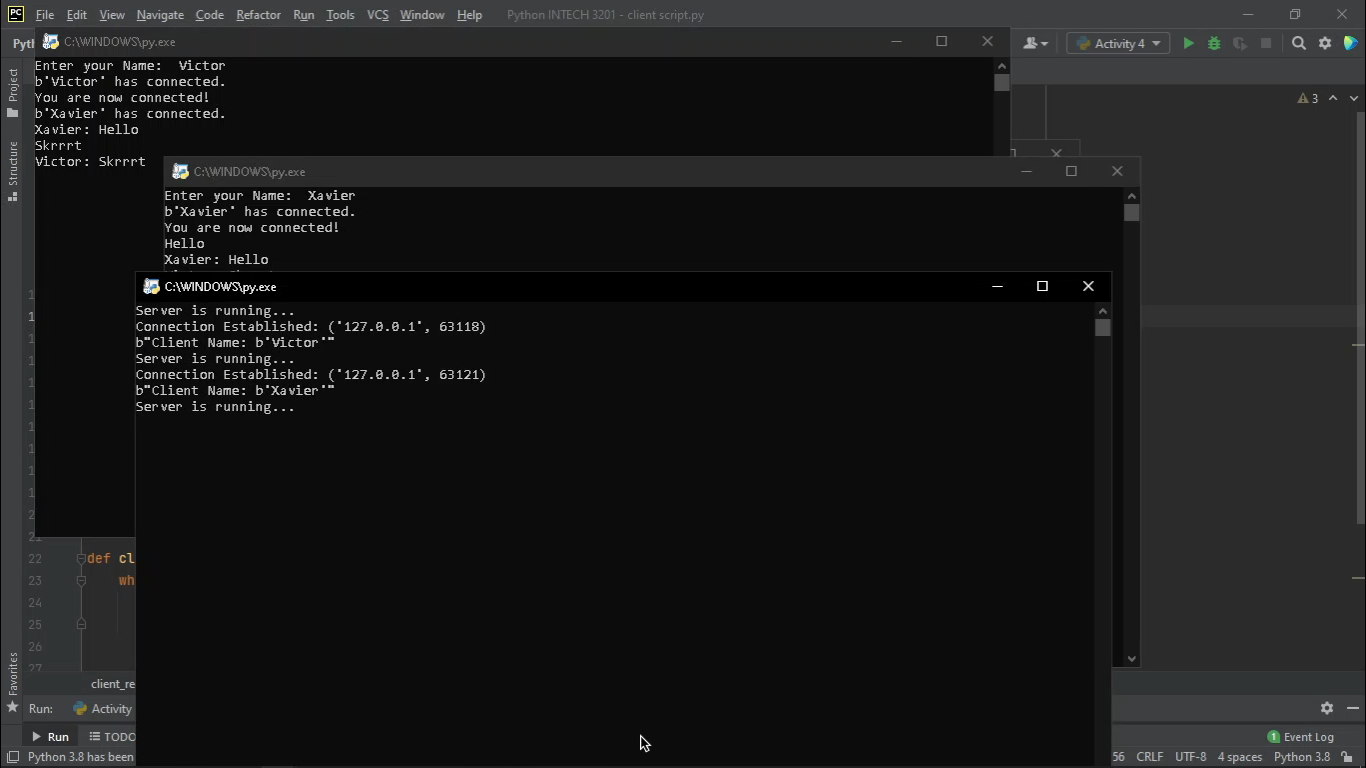 File Edit View Navigate Code Refactor Run Tools VCS Window Help Python INTECH 3201 - client script.py
C:\WINDOWS\py.exe
Activity 4
Enter your Name:  Victor
b'Victor' has connected.
You are now connected!
b'Xavier' has connected.
Xavier: Hello
Skrrrt
Victor: Skrrrt
3
Project
Structure
Favorites
C:\WINDOWS\py.exe
Enter your Name:  Xavier
b'Xavier' has connected.
You are now connected!
Hello
Xavier: Hello
C:\WINDOWS\py.exe
Server is running...
Connection Established: ('127.0.0.1', 63118)
b"Client Name: b'Victor'"
Server is running...
Connection Established: ('127.0.0.1', 63121)
b"Client Name: b'Xavier'"
Server is running...
22 def cl
23 wh
24
25
26
27
client_re
Run: Activity
Run TODO Event Log
Python 3.8 has been 56 CRLF UTF-8 4 spaces Python 3.8